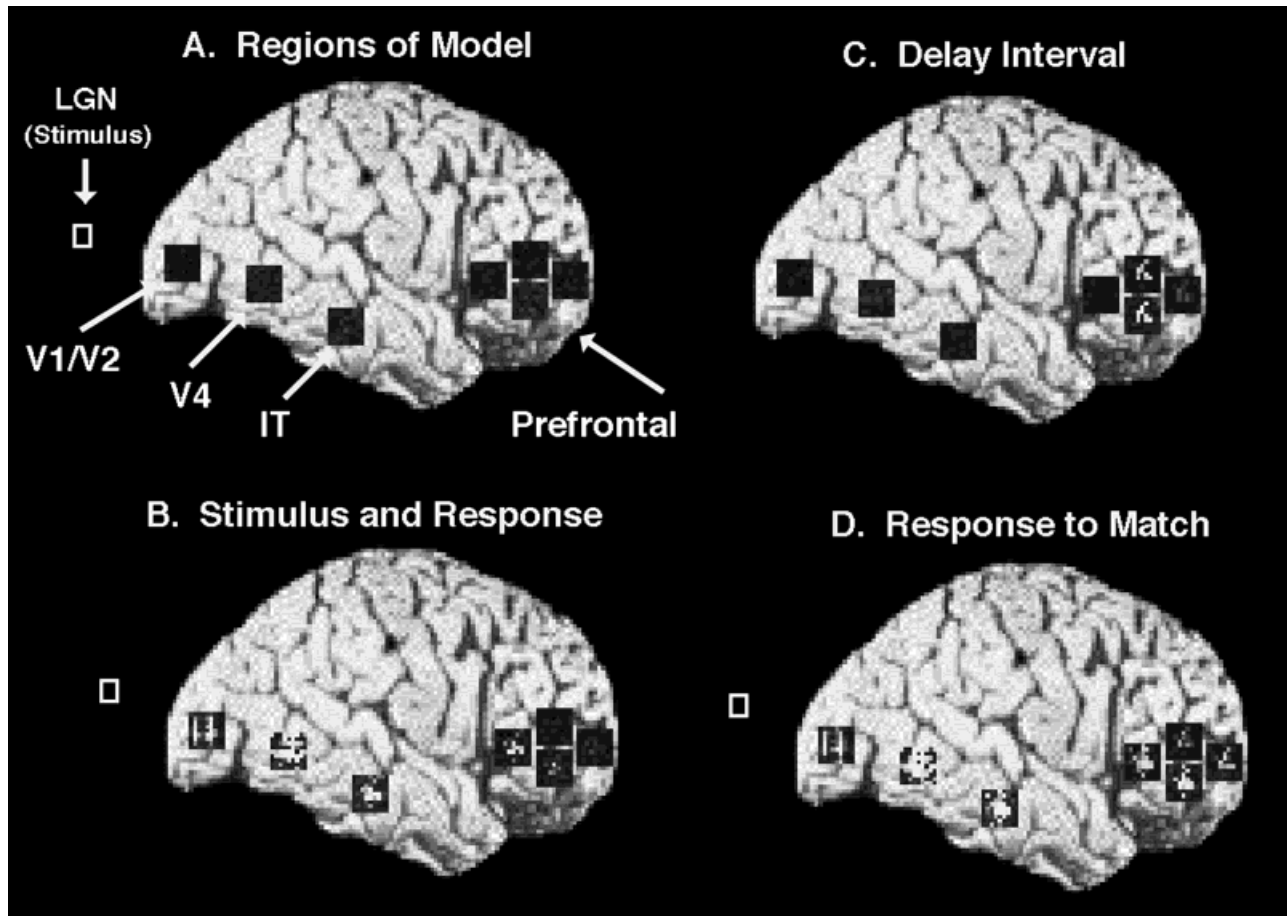 A. Regions of Model
LGN
(Stimulus)
V1/V2
V4
IT
Prefrontal
C. Delay Interval
B. Stimulus and Response
D. Response to Match